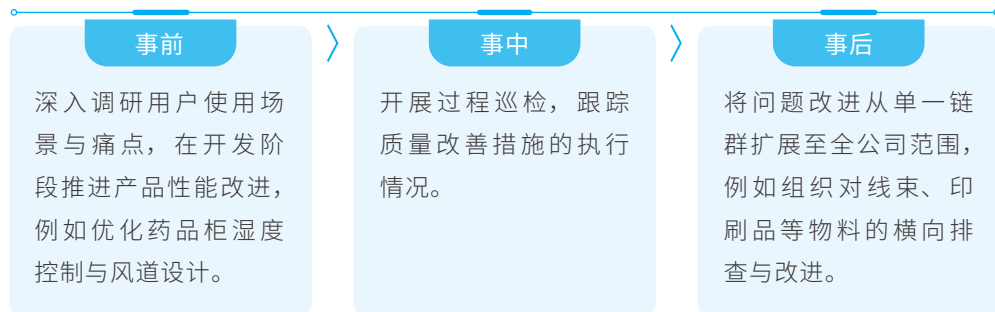 事前
深入调研用户使用场
景与痛点，在开发阶
段推进产品性能改进，
例如优化药品柜湿度
控制与风道设计。
事中
开展过程巡检，跟踪
质量改善措施的执行
情况。
事后
将问题改进从单一链
群扩展至全公司范围，
例如组织对线束、印
刷品等物料的横向排
查与改进。